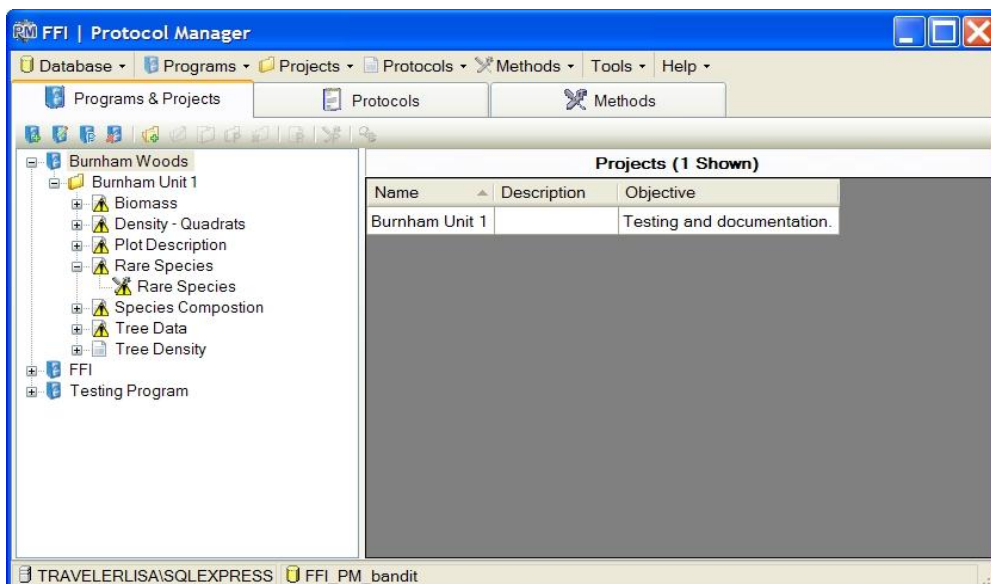 FFI | Protocol Manager
Database Programs Projects Protocols Methods Tools Help
Programs & Projects Protocols Methods
Burnham Woods
Burnham Unit 1
Biomass
Density - Quadrats
Plot Description
Rare Species
Rare Species
Species Compostion
Tree Data
Tree Density
FFI
Testing Program
Projects (1 Shown)
Name Description Objective
Burnham Unit 1 Testing and documentation.
TRAVELERLISA\SQLEXPRESS FFI_PM_bandit